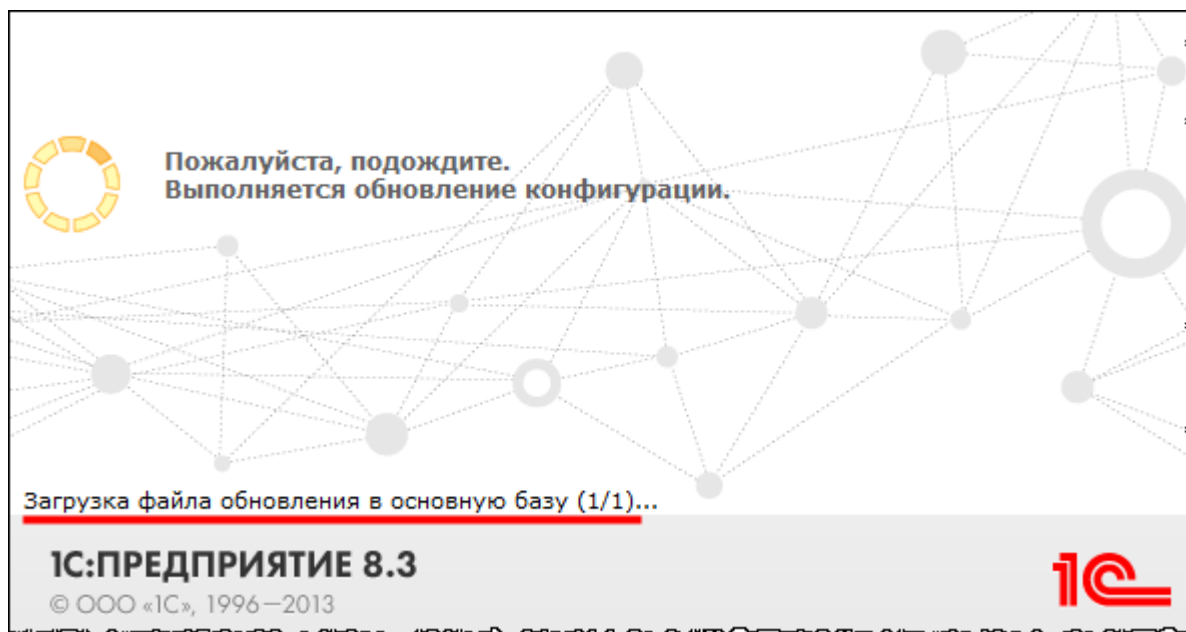 Пожалуйста, подождите.
Выполняется обновление конфигурации.
Загрузка файла обновления в основную базу (1/1)...
1С:ПРЕДПРИЯТИЕ 8.3
© ООО «1С», 1996—2013
1С